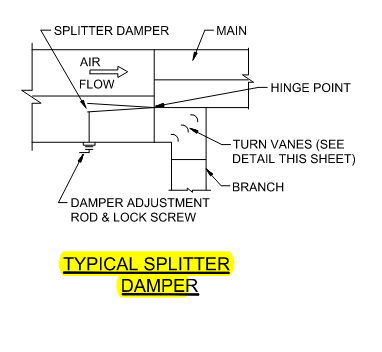 SPLITTER DAMPER
MAIN
AIR
FLOW
HINGE POINT
TURN VANES (SEE
DETAIL THIS SHEET)
BRANCH
DAMPER ADJUSTMENT
ROD & LOCK SCREW
TYPICAL SPLITTER
DAMPER